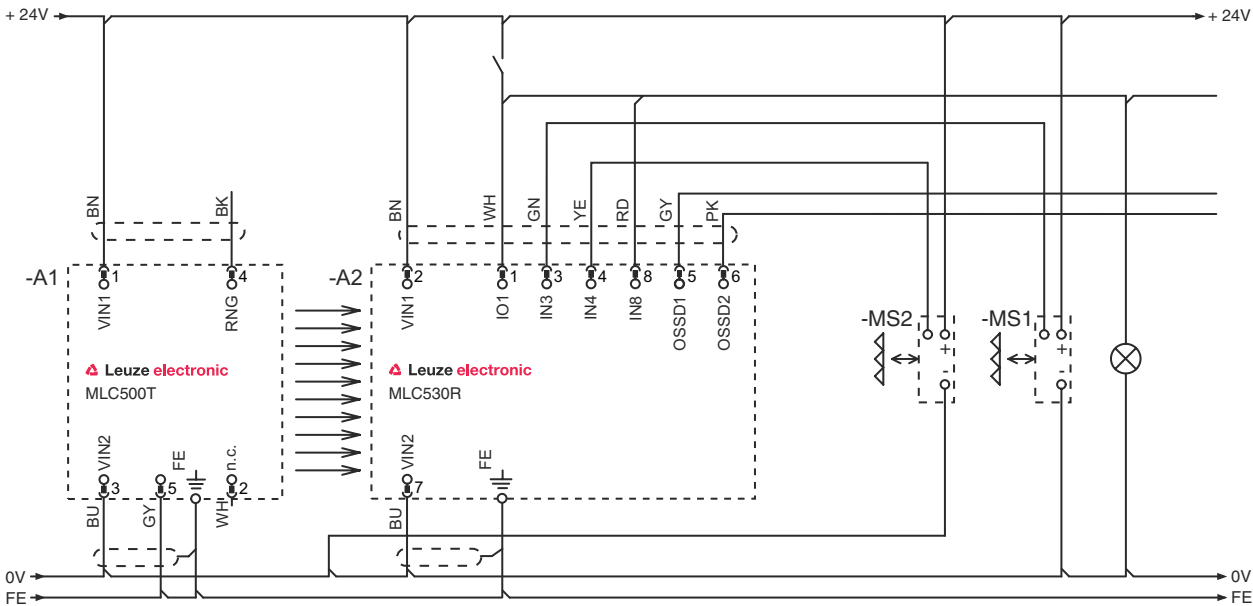 + 24V
+ 24V
BN
BK
BN
WH
GN
YE
RD
GY
PK
-A1
1
4
-A2
2
1
3
4
8
5
6
VIN1
RNG
VIN1
IO1
IN3
IN4
IN8
OSSD1
OSSD2
-MS2
-MS1
+
-
+
-
Leuze electronic
MLC500T
Leuze electronic
MLC530R
VIN2
FE
n.c.
VIN2
FE
3
5
2
7
BU
GY
WH
BU
0V
0V
FE
FE